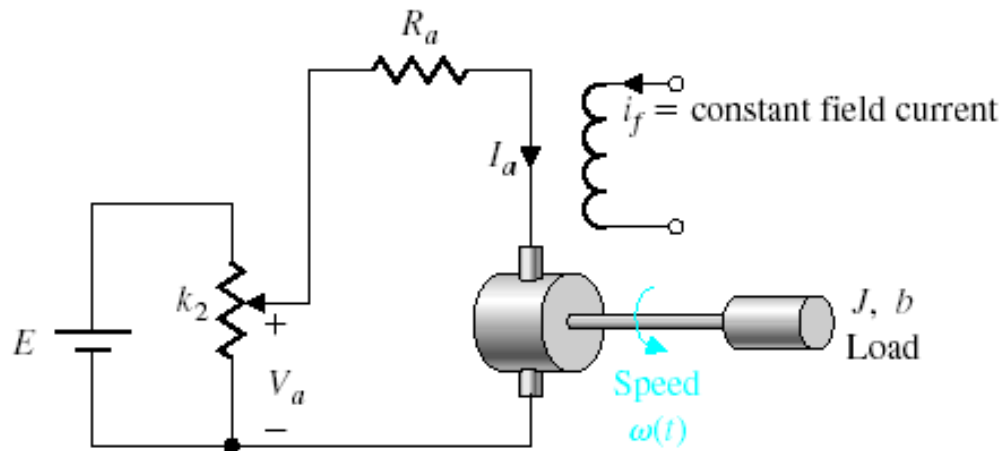 R_a
i_f = constant field current
I_a
k_2
+
E
V_a
−
J, b
Load
Speed
ω(t)